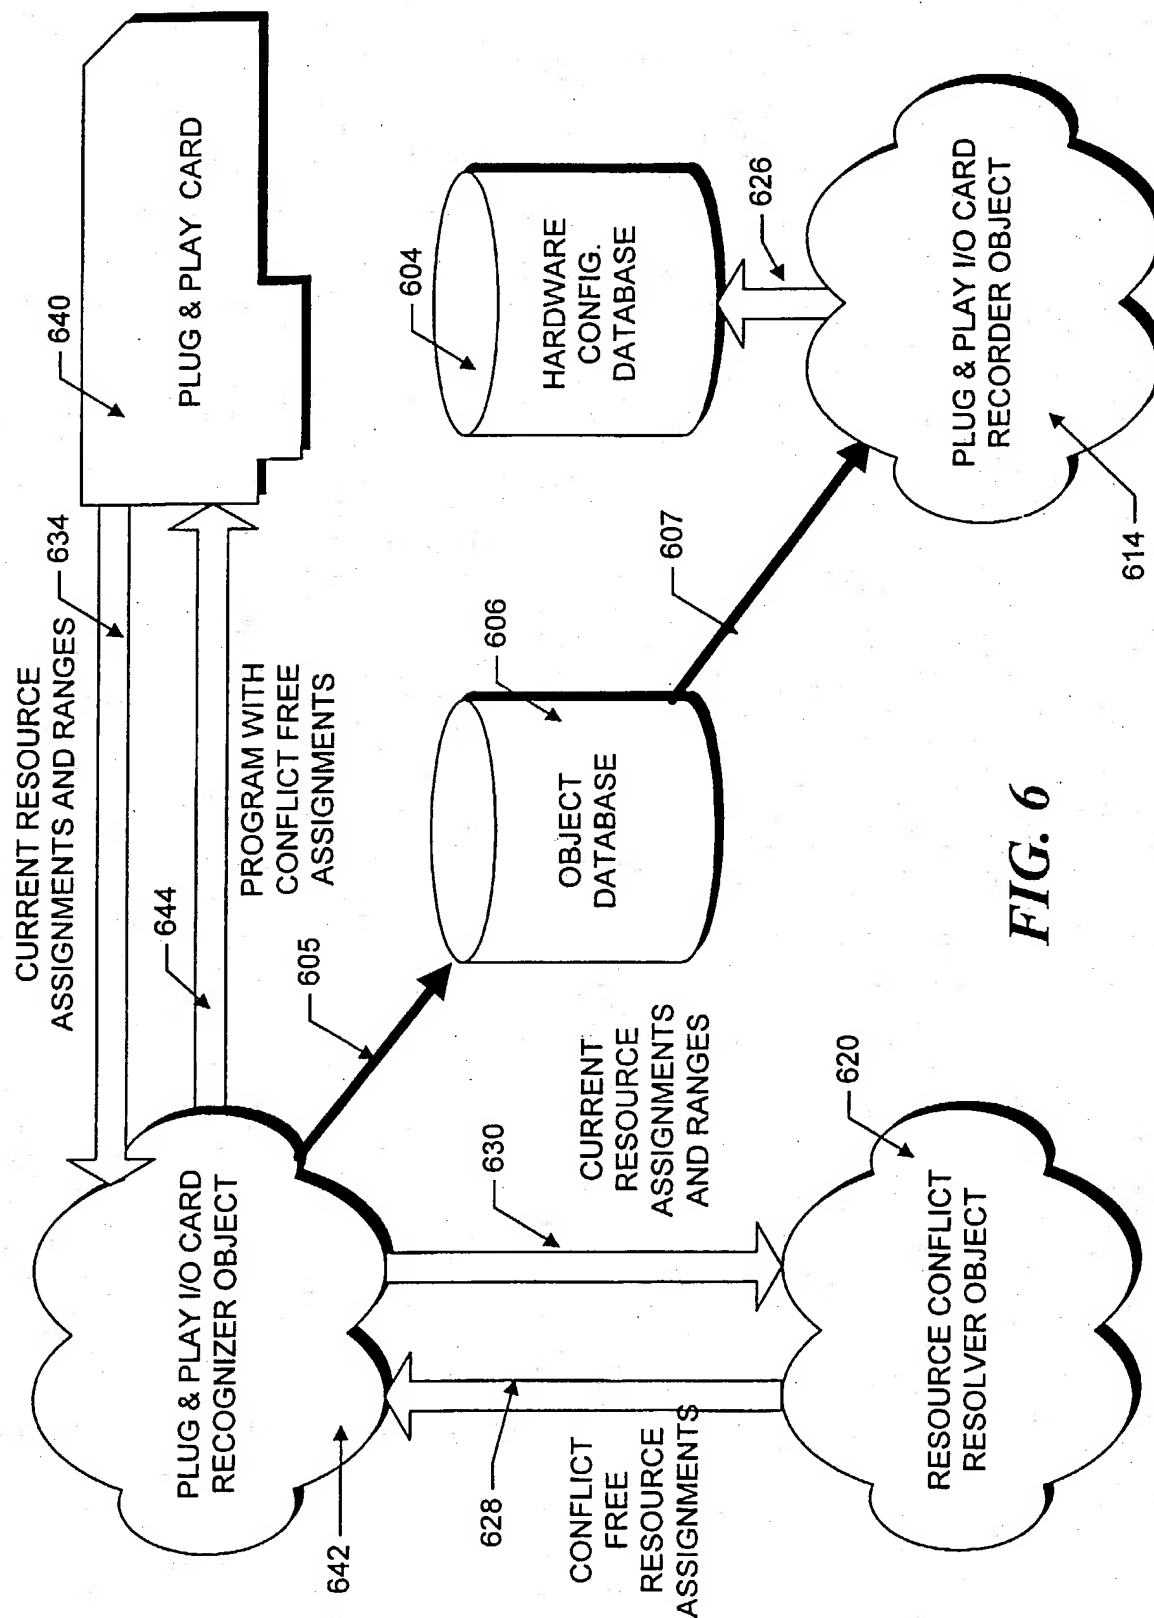 CURRENT RESOURCE
ASSIGNMENTS AND RANGES
634
640
PLUG & PLAY CARD
PLUG & PLAY I/O CARD
RECOGNIZER OBJECT
642
644
PROGRAM WITH
CONFLICT FREE
ASSIGNMENTS
605
606
OBJECT
DATABASE
604
HARDWARE
CONFIG.
DATABASE
607
626
628
CONFLICT
FREE
RESOURCE
ASSIGNMENTS
630
CURRENT
RESOURCE
ASSIGNMENTS
AND RANGES
620
RESOURCE CONFLICT
RESOLVER OBJECT
PLUG & PLAY I/O CARD
RECORDER OBJECT
614
FIG. 6